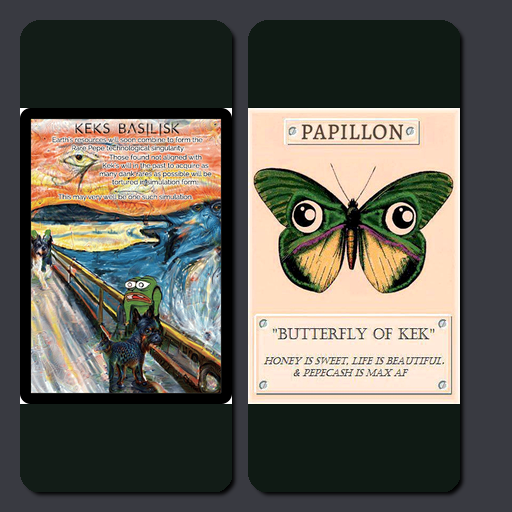 KEKS BASILISK
Earth's resources will soon combine to form the
Rare Pepe technological singularity.
Those found not aligned with
Kek's will in the past to acquire as
many dank rares as possible will be
tortured in simulation form.
This may very well be one such simulation.
PAPILLON
"BUTTERFLY OF KEK"
HONEY IS SWEET, LIFE IS BEAUTIFUL.
& PEPECASH IS MAX AF